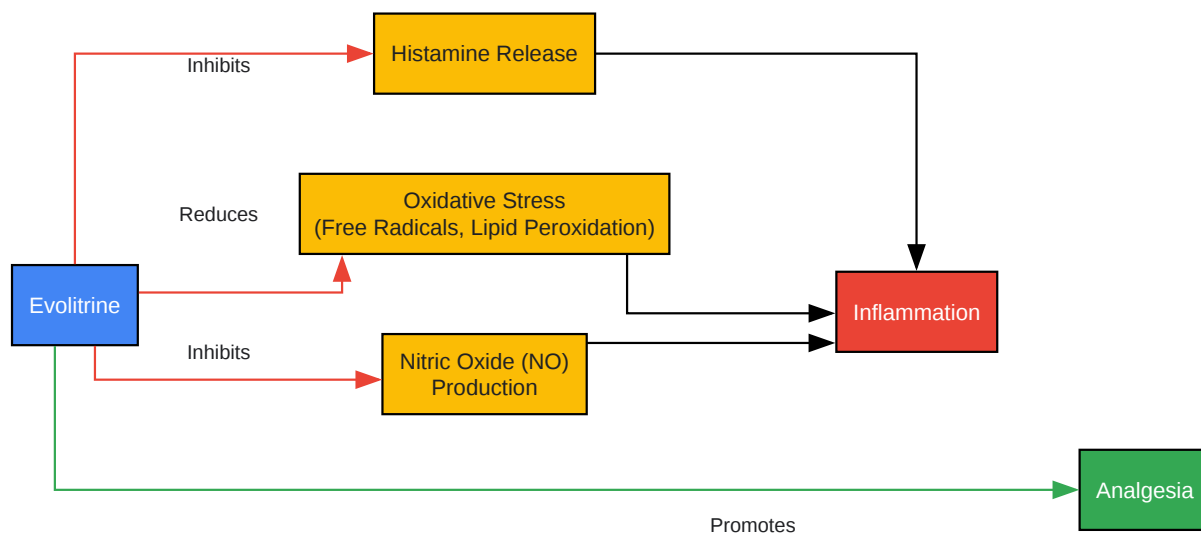 Histamine Release
Inhibits
Oxidative Stress
(Free Radicals, Lipid Peroxidation)
Reduces
Evolitrine
Inflammation
Inhibits
Nitric Oxide (NO)
Production
Analgesia
Promotes